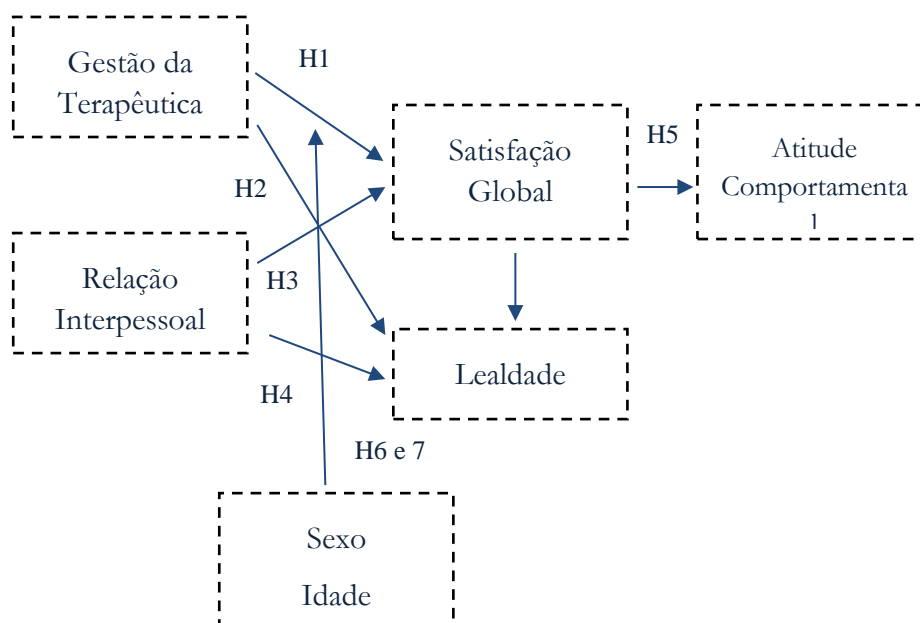 Gestão da
Terapêutica
H1
Satisfação
Global
H5
Atitude
Comportamenta
l
H2
Relação
Interpessoal
H3
Lealdade
H4
H6 e 7
Sexo
Idade